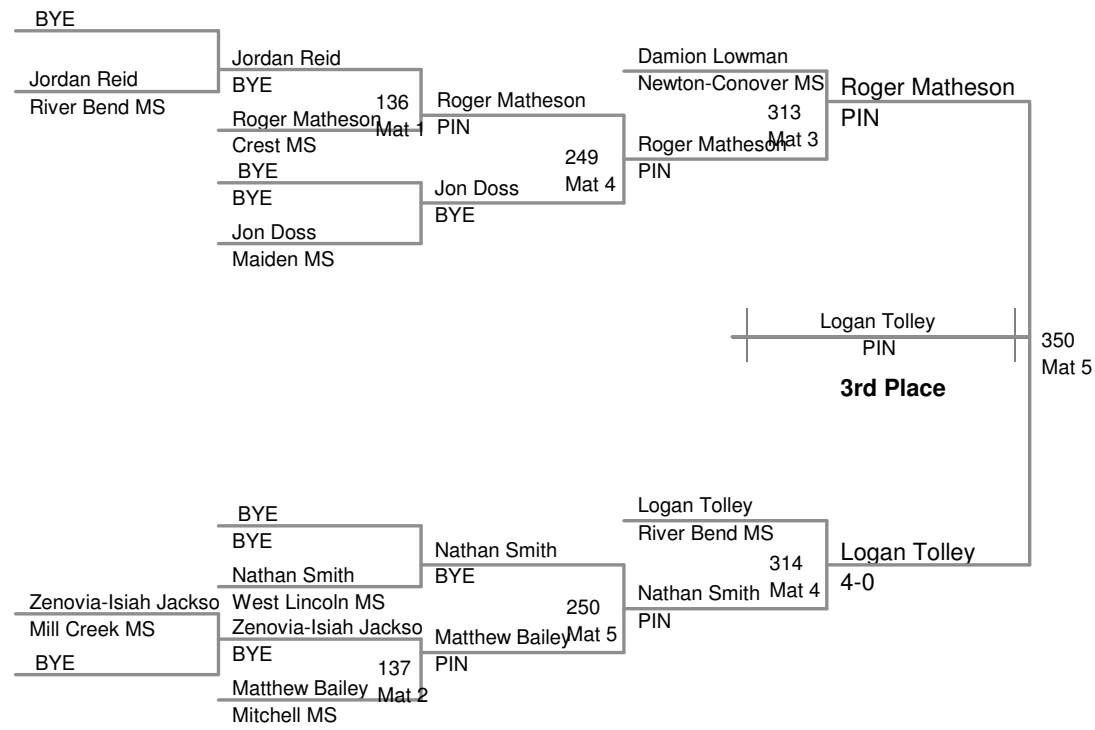 BYE
Jordan Reid
River Bend MS
Jordan Reid
BYE
136
Mat 1
Roger Matheson
Crest MS
BYE
BYE
Jon Doss
Maiden MS
Roger Matheson
PIN
249
Mat 4
Jon Doss
BYE
Damion Lowman
Newton-Conover MS
313
Mat 3
Roger Matheson
PIN
Roger Matheson
PIN
Logan Tolley
PIN
3rd Place
350
Mat 5
BYE
BYE
Nathan Smith
West Lincoln MS
Zenovia-Isiah Jackso
Mill Creek MS
BYE
Zenovia-Isiah Jackso
BYE
137
Mat 2
Matthew Bailey
Mitchell MS
Nathan Smith
BYE
250
Mat 5
Matthew Bailey
PIN
Logan Tolley
River Bend MS
314
Mat 4
Nathan Smith
PIN
Logan Tolley
4-0